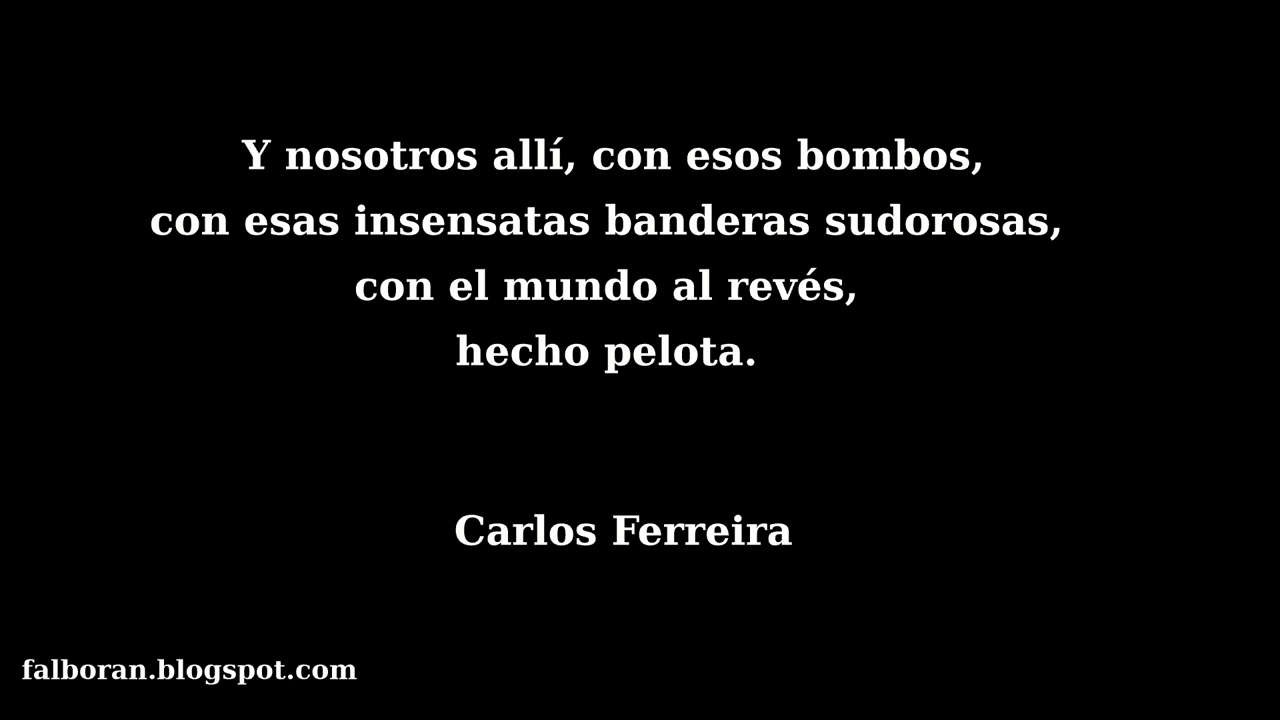 Y nosotros allí, con esos bombos,
con esas insensatas banderas sudorosas,
con el mundo al revés,
hecho pelota.
Carlos Ferreira
falboran.blogspot.com